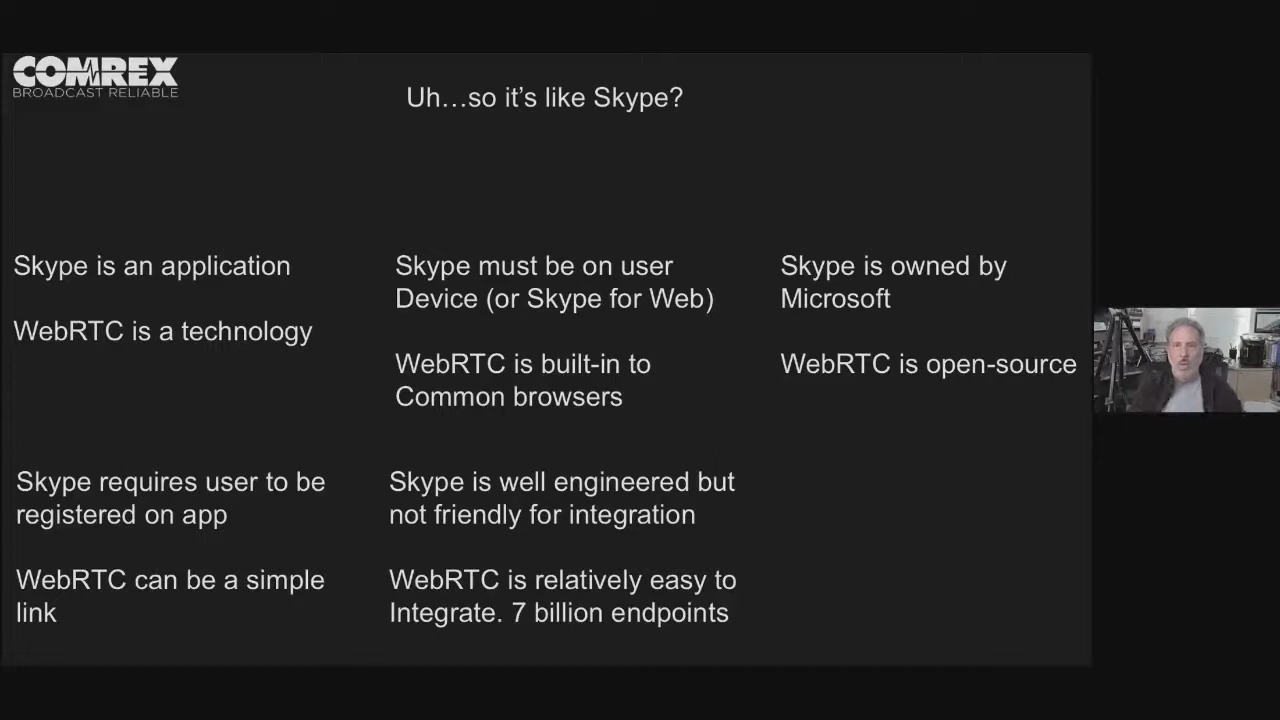 COMREX
BROADCAST RELIABLE
Uh…so it’s like Skype?
Skype is an application
WebRTC is a technology
Skype must be on user
Device (or Skype for Web)
WebRTC is built-in to
Common browsers
Skype is owned by
Microsoft
WebRTC is open-source
Skype requires user to be
registered on app
WebRTC can be a simple
link
Skype is well engineered but
not friendly for integration
WebRTC is relatively easy to
Integrate. 7 billion endpoints